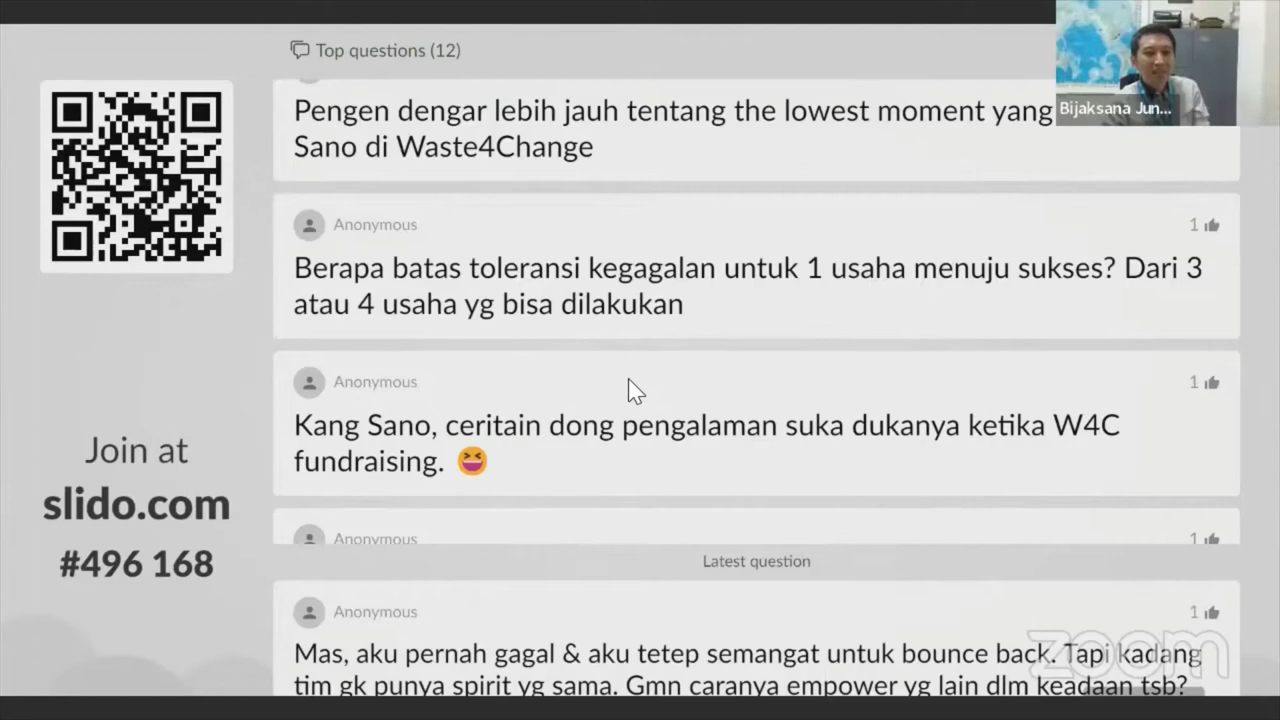 Top questions (12)
Pengen dengar lebih jauh tentang the lowest moment yang
Sano di Waste4Change
Bijaksana Jun...
Anonymous
1
Berapa batas toleransi kegagalan untuk 1 usaha menuju sukses? Dari 3
atau 4 usaha yg bisa dilakukan
Anonymous
1
Kang Sano, ceritain dong pengalaman suka dukanya ketika W4C
fundraising. 😆
Join at
slido.com
#496 168
Anonymous
1
Latest question
Anonymous
1
Mas, aku pernah gagal & aku tetep semangat untuk bounce back. Tapi kadang
tim gk punya spirit yg sama. Gmn caranya empower yg lain dlm keadaan tsb?
zoom